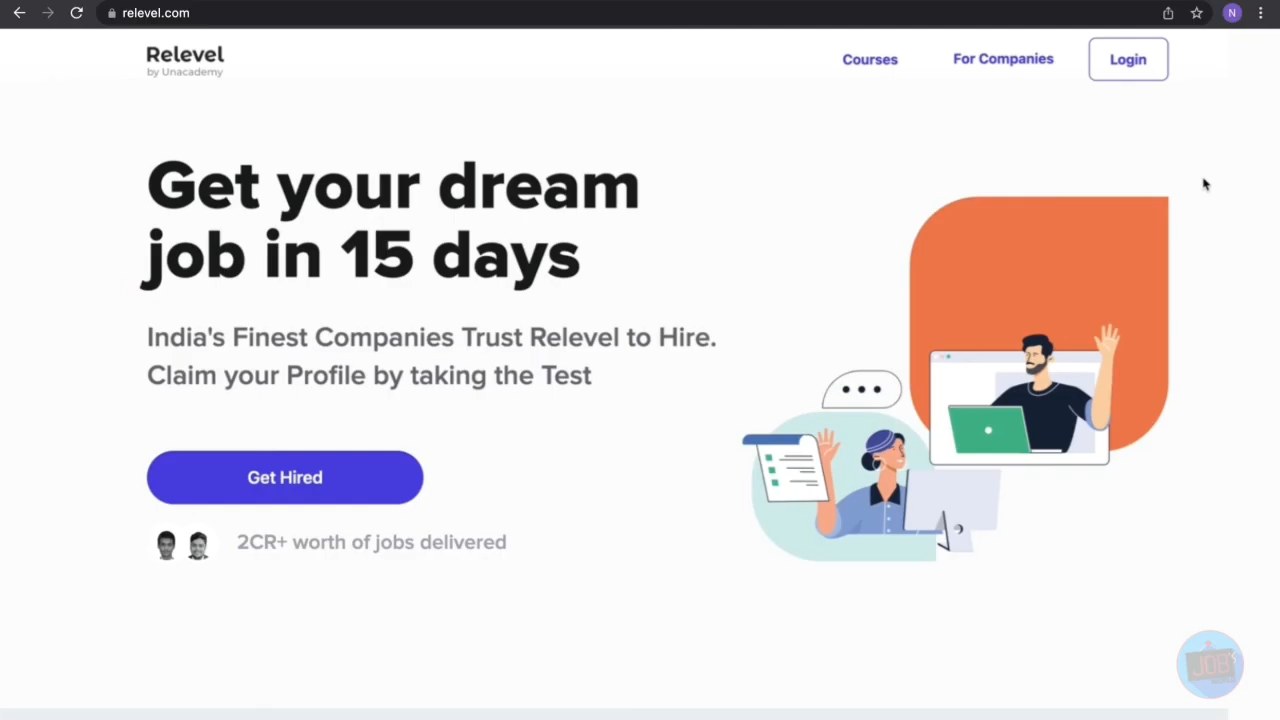 relevel.com
N
Relevel
by Unacademy
Courses
For Companies
Login
Get your dream
job in 15 days
India's Finest Companies Trust Relevel to Hire.
Claim your Profile by taking the Test
Get Hired
2CR+ worth of jobs delivered
JOB